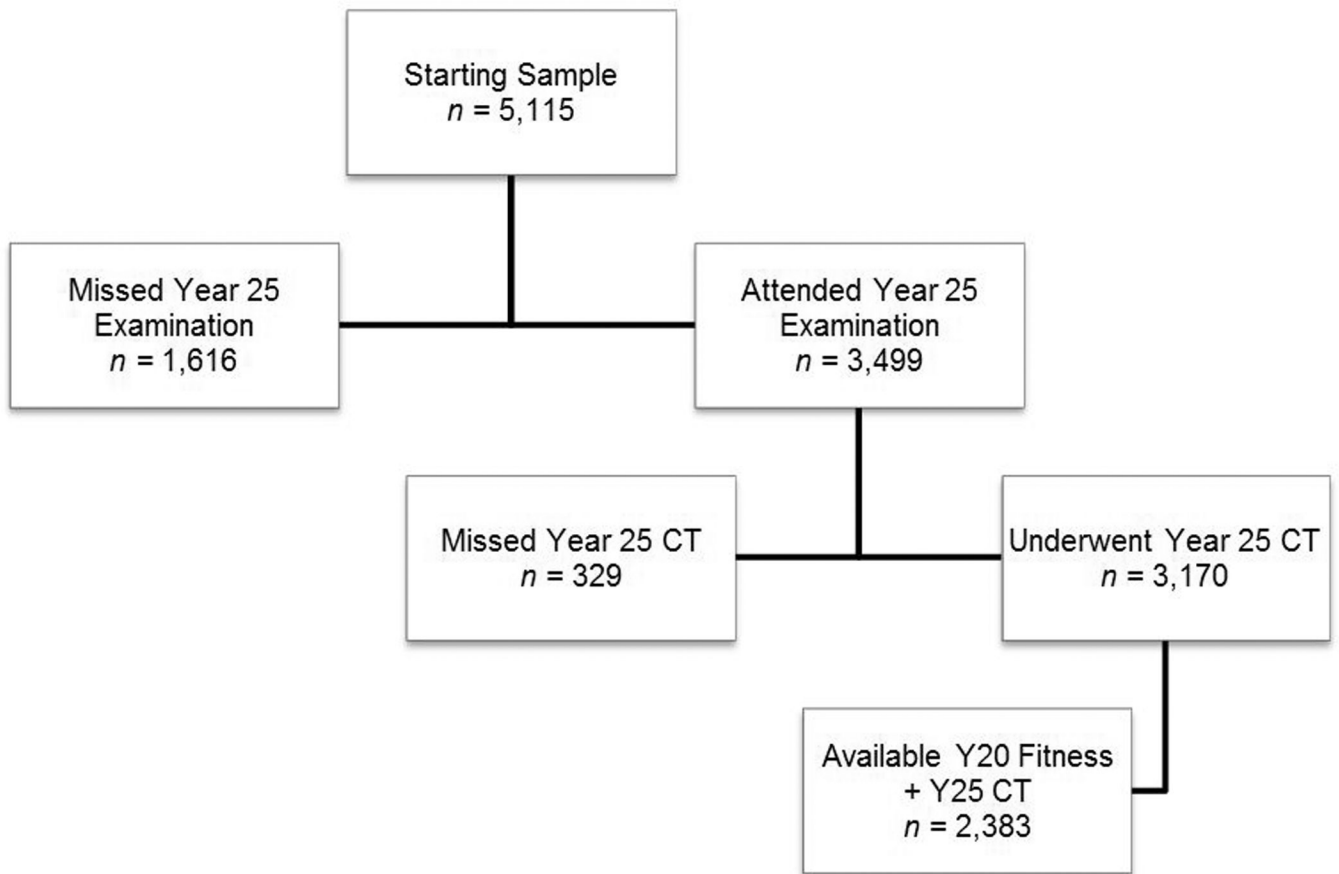 Starting Sample
n = 5,115
Missed Year 25
Examination
n = 1,616
Attended Year 25
Examination
n = 3,499
Missed Year 25 CT
n = 329
Underwent Year 25 CT
n = 3,170
Available Y20 Fitness
+ Y25 CT
n = 2,383